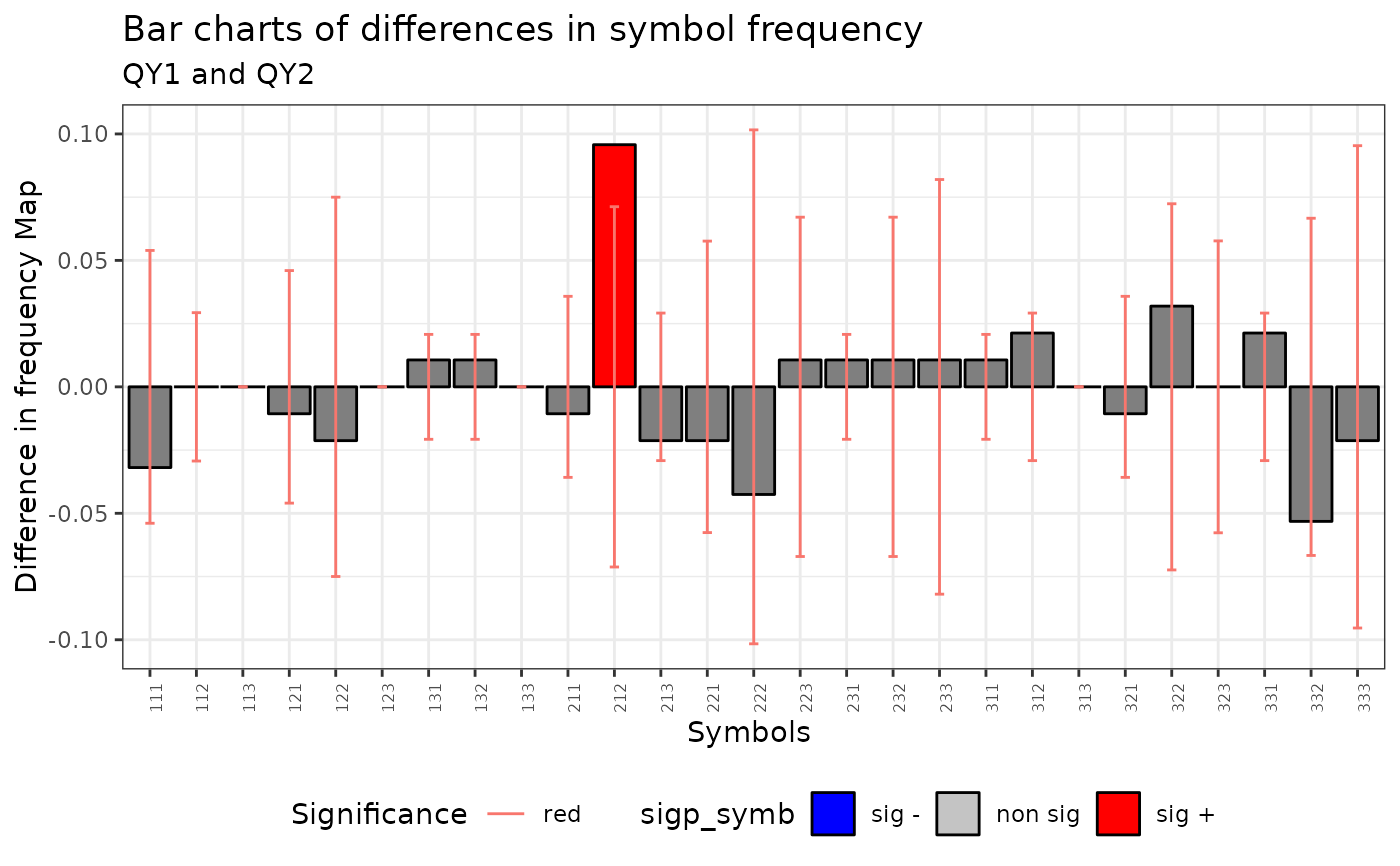 Bar charts of differences in symbol frequency
QY1 and QY2
Difference in frequency Map
0.10
0.05
0.00
-0.05
-0.10
111 112 113 121 122 123 131 132 133 211 212 213 221 222 223 231 232 233 311 312 313 321 322 323 331 332 333
Symbols
Significance red sigp_symb sig - non sig sig +